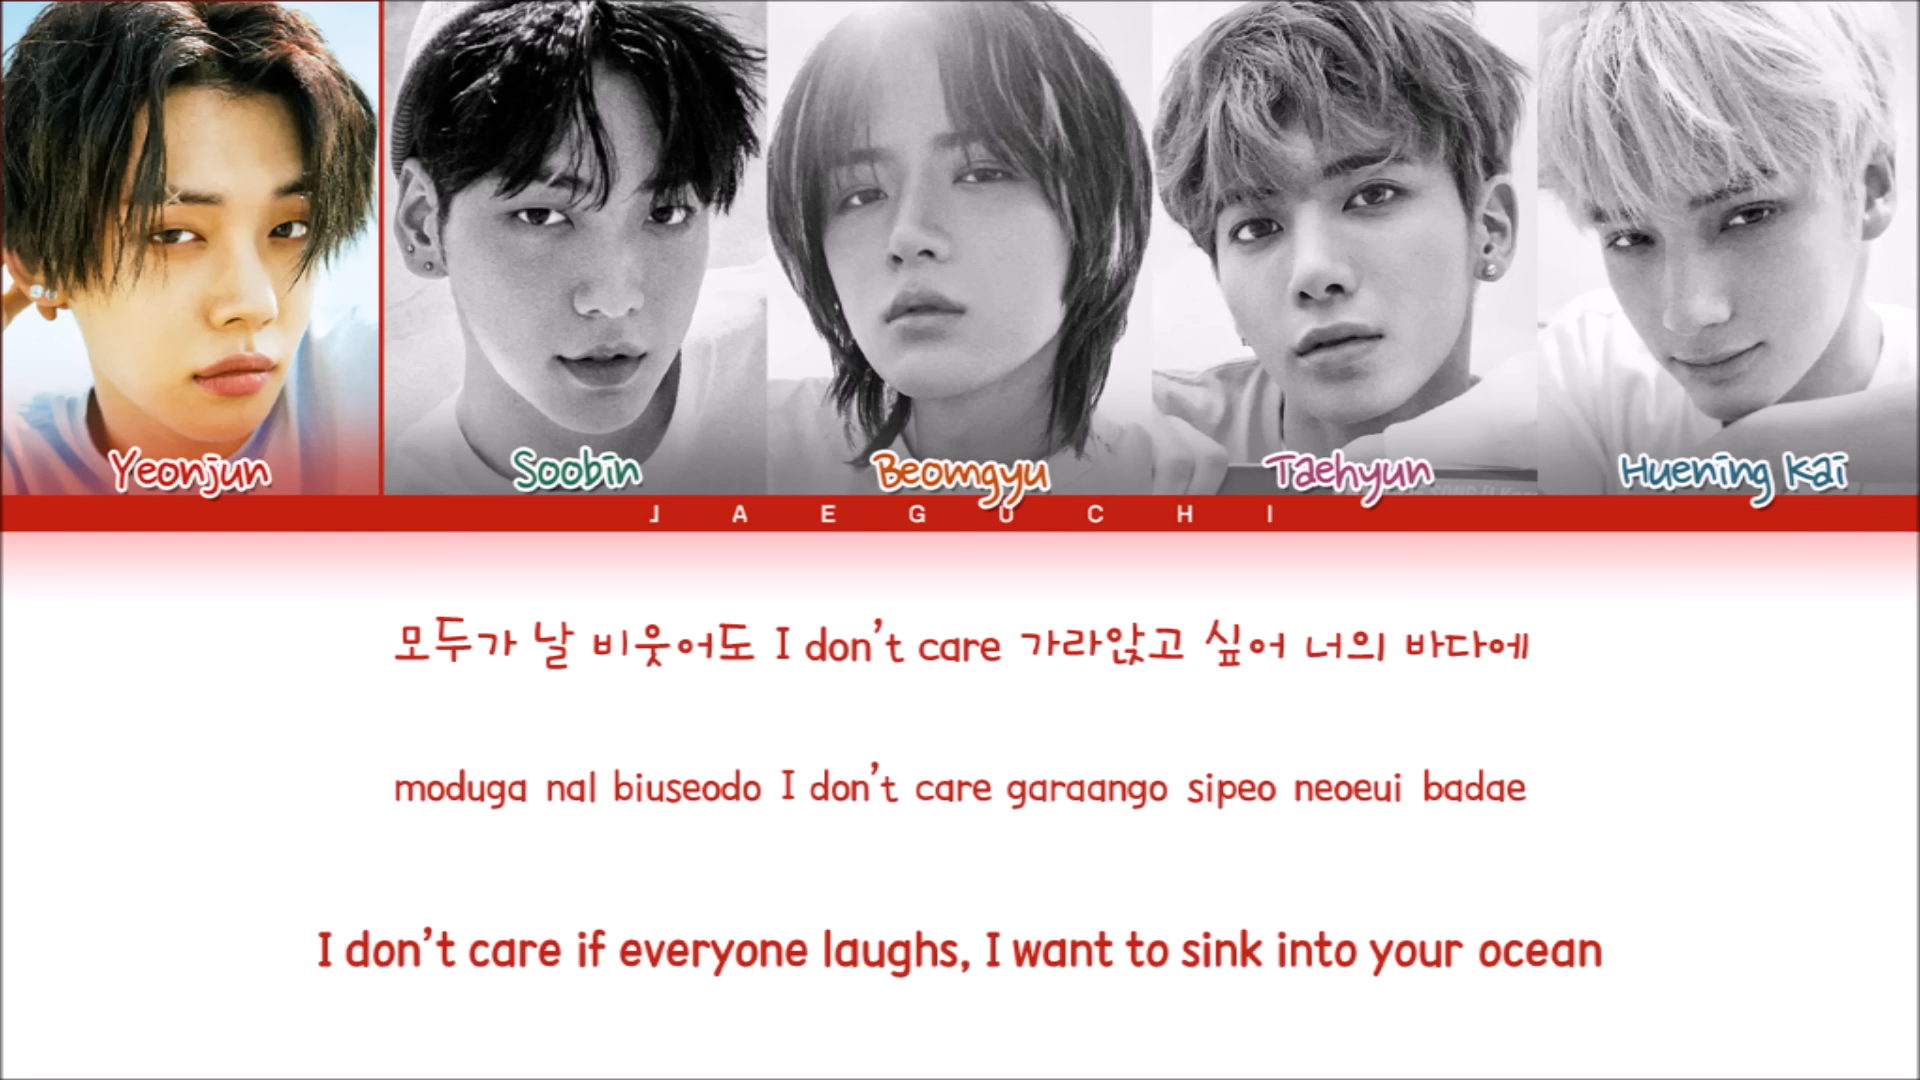 Yeonjun Soobin Beomgyu Taehyun Huening Kai
JAEGUCHI
모두가 날 비웃어도 I don't care 가라앉고 싶어 너의 바다에
moduga nal biuseodo I don't care garaango sipeo neoeui badae
I don't care if everyone laughs, I want to sink into your ocean